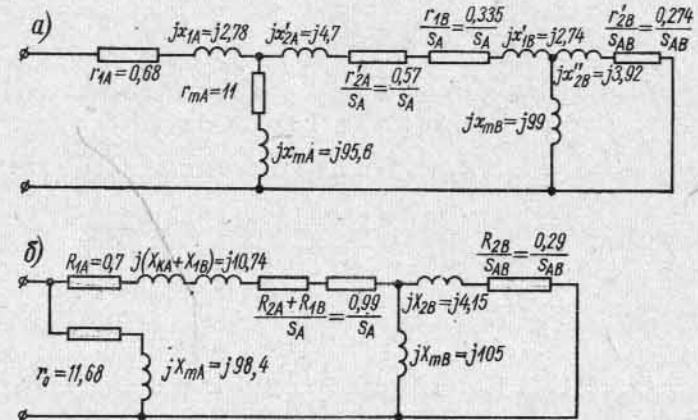 а)
jx₁A=j2,78
jx'₂A=j4,7
r₁B/sA=0,335/sA
jx'₁B=j2,74
r'₂B/sAB=0,274/sAB
r₁A=0,68
rmA=11
r'₂A/sA=0,57/sA
jx''₂B=j3,92
jxmA=j95,6
jxmB=j99
б)
R₁A=0,7
j(XкA+X₁B)=j10,74
R₂B/sAB=0,29/sAB
(R₂A+R₁B)/sA=0,99/sA
jX₂B=j4,15
r₀=11,68
jXmA=j98,4
jXmB=j105